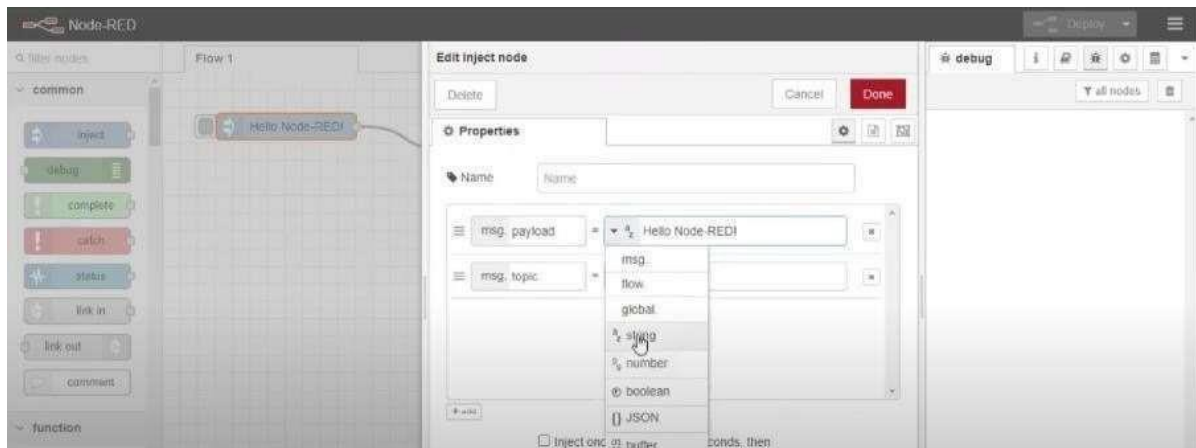 Node-RED
Deploy
filter nodes
Flow 1
Edit inject node
debug
i
all nodes
common
Delete
Cancel
Done
inject
Hello Node-RED!
Properties
debug
Name
Name
complete
msg. payload = Hello Node-RED!
catch
msg.
status
msg. topic =
flow.
link in
global.
string
link out
number
comment
boolean
add
{} JSON
function
Inject once
buffer
conds, then